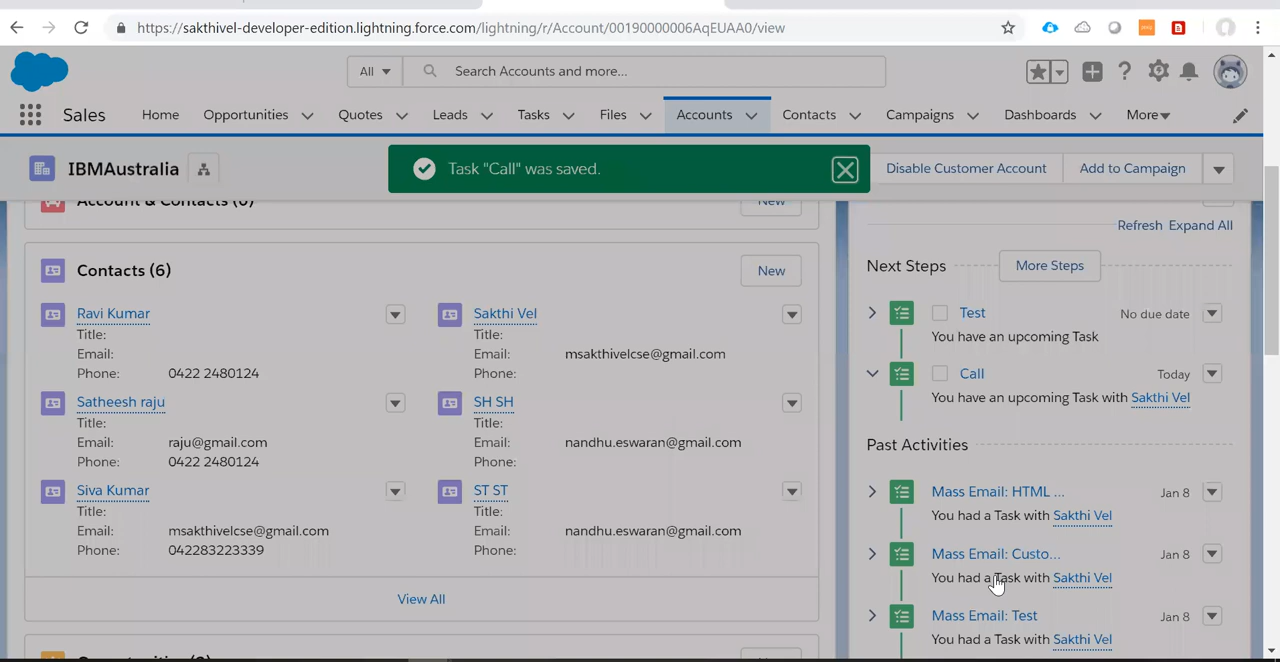 https://sakthivel-developer-edition.lightning.force.com/lightning/r/Account/00190000006AqEUAA0/view
All Search Accounts and more...
Sales Home Opportunities Quotes Leads Tasks Files Accounts Contacts Campaigns Dashboards More
IBMAustralia
Task "Call" was saved.
Disable Customer Account Add to Campaign
Account & Contacts (0) New
Contacts (6) New
Ravi Kumar
Title:
Email:
Phone: 0422 2480124
Sakthi Vel
Title:
Email: msakthivelcse@gmail.com
Phone:
Satheesh raju
Title:
Email: raju@gmail.com
Phone: 0422 2480124
SH SH
Title:
Email: nandhu.eswaran@gmail.com
Phone:
Siva Kumar
Title:
Email: msakthivelcse@gmail.com
Phone: 042283223339
ST ST
Title:
Email: nandhu.eswaran@gmail.com
Phone:
View All
Refresh Expand All
Next Steps More Steps
Test No due date
You have an upcoming Task
Call Today
You have an upcoming Task with Sakthi Vel
Past Activities
Mass Email: HTML ... Jan 8
You had a Task with Sakthi Vel
Mass Email: Custo... Jan 8
You had a Task with Sakthi Vel
Mass Email: Test Jan 8
You had a Task with Sakthi Vel